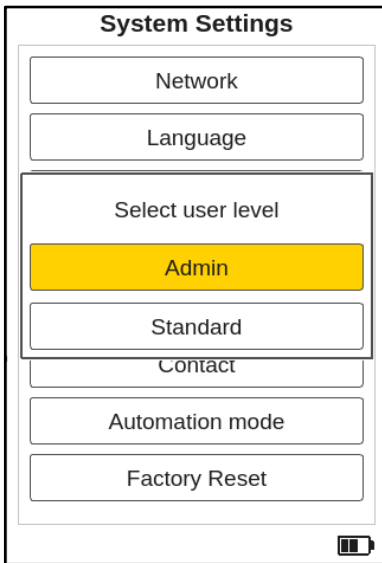 System Settings
Network
Language
Select user level
Admin
Standard
Contact
Automation mode
Factory Reset